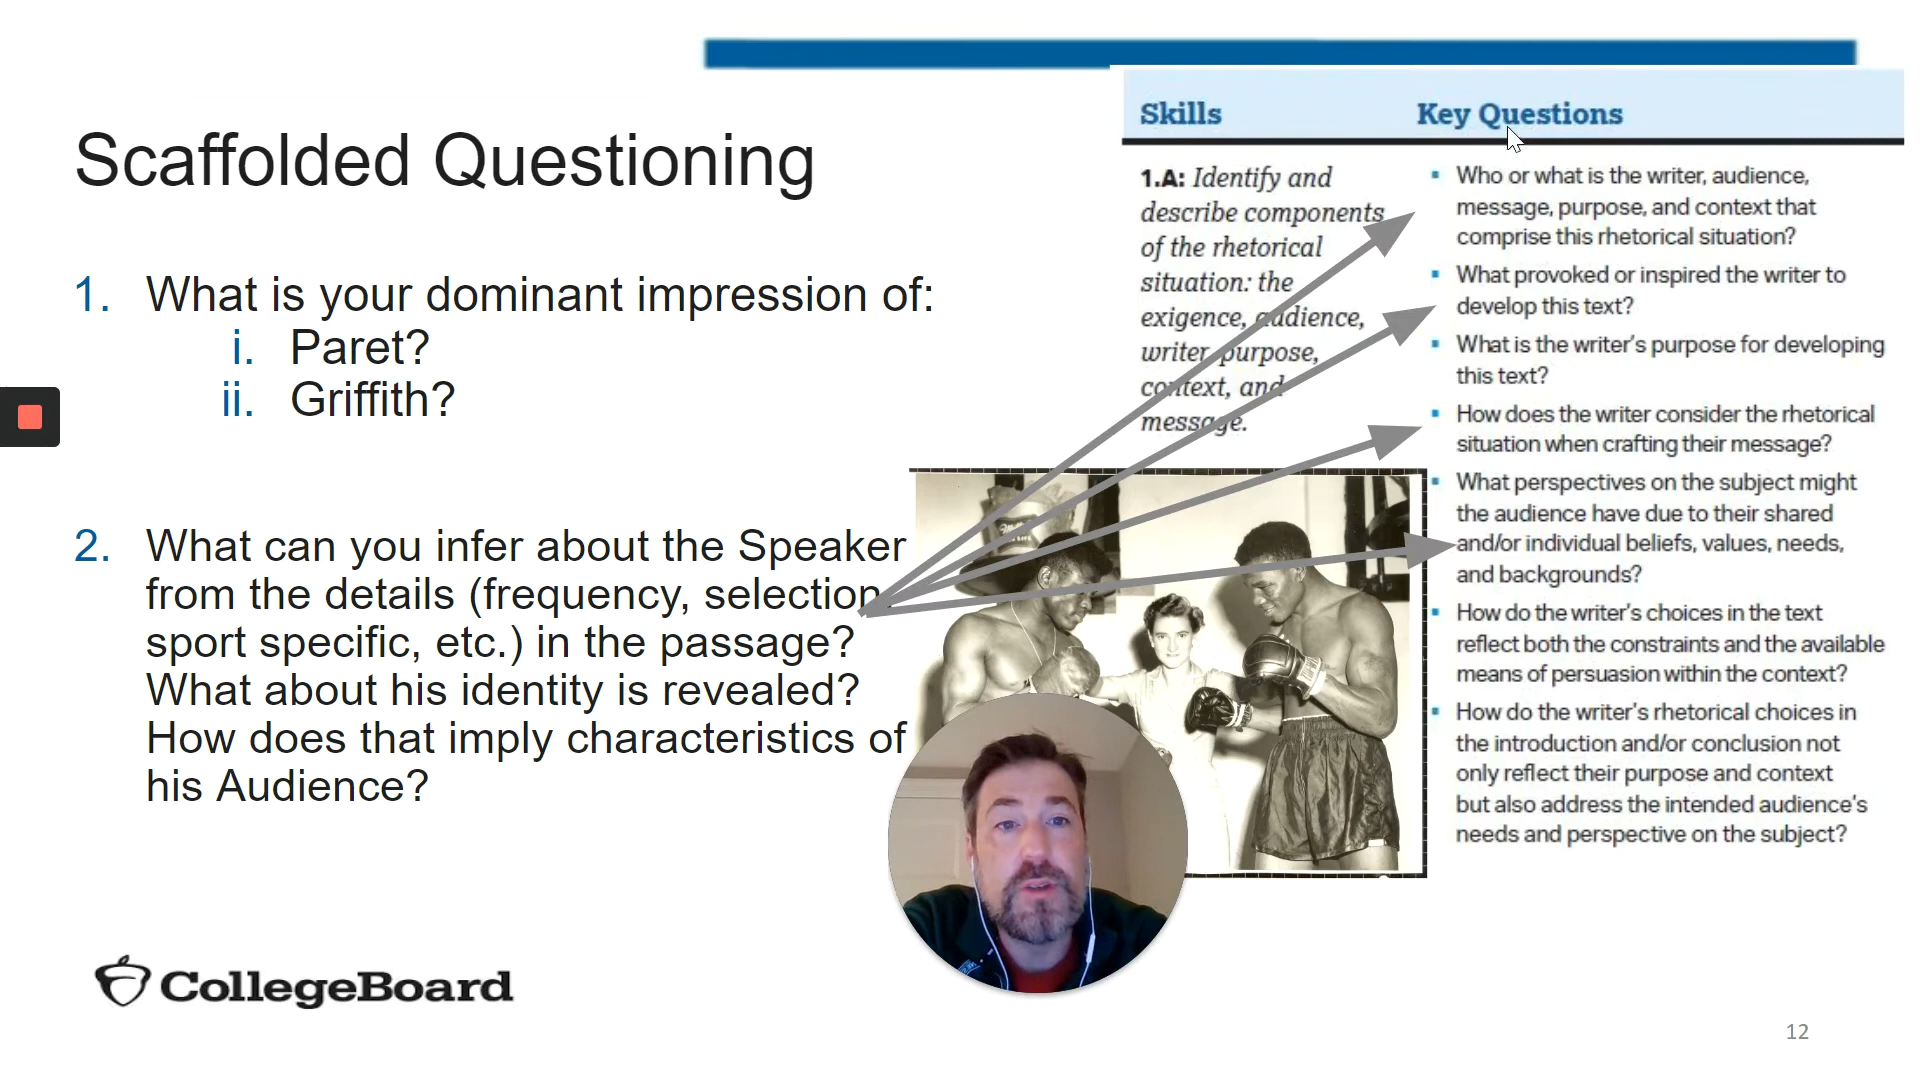 Scaffolded Questioning
1. What is your dominant impression of:
i. Paret?
ii. Griffith?
2. What can you infer about the Speaker
from the details (frequency, selection,
sport specific, etc.) in the passage?
What about his identity is revealed?
How does that imply characteristics of
his Audience?
CollegeBoard
Skills
1.A: Identify and
describe components
of the rhetorical
situation: the
exigence, audience,
writer, purpose,
context, and
message.
Key Questions
Who or what is the writer, audience,
message, purpose, and context that
comprise this rhetorical situation?
What provoked or inspired the writer to
develop this text?
What is the writer's purpose for developing
this text?
How does the writer consider the rhetorical
situation when crafting their message?
What perspectives on the subject might
the audience have due to their shared
and/or individual beliefs, values, needs,
and backgrounds?
How do the writer's choices in the text
reflect both the constraints and the available
means of persuasion within the context?
How do the writer's rhetorical choices in
the introduction and/or conclusion not
only reflect their purpose and context
but also address the intended audience's
needs and perspective on the subject?
12